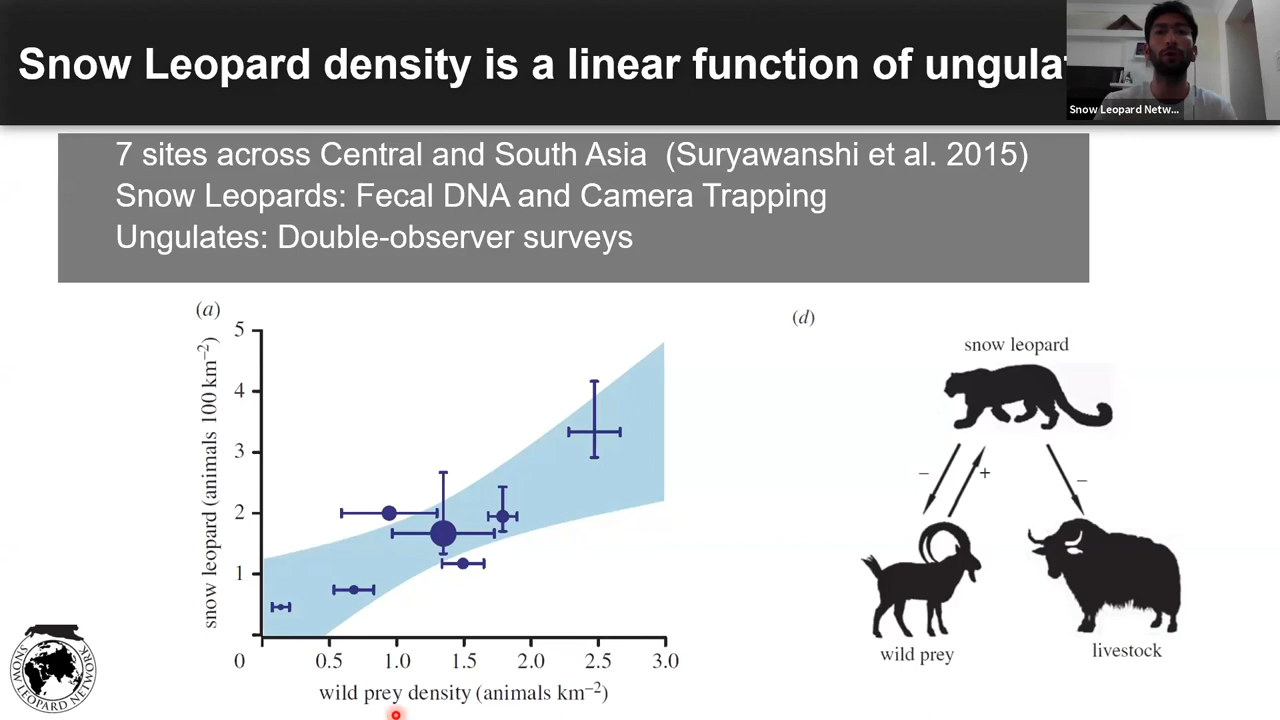 Snow Leopard density is a linear function of ungula
Snow Leopard Netw...
7 sites across Central and South Asia (Suryawanshi et al. 2015)
Snow Leopards: Fecal DNA and Camera Trapping
Ungulates: Double-observer surveys
(a)
snow leopard (animals 100 km⁻²)
5
4
3
2
1
0 0.5 1.0 1.5 2.0 2.5 3.0
wild prey density (animals km⁻²)
(d)
snow leopard
– + –
wild prey
livestock
SNOW LEOPARD NETWORK